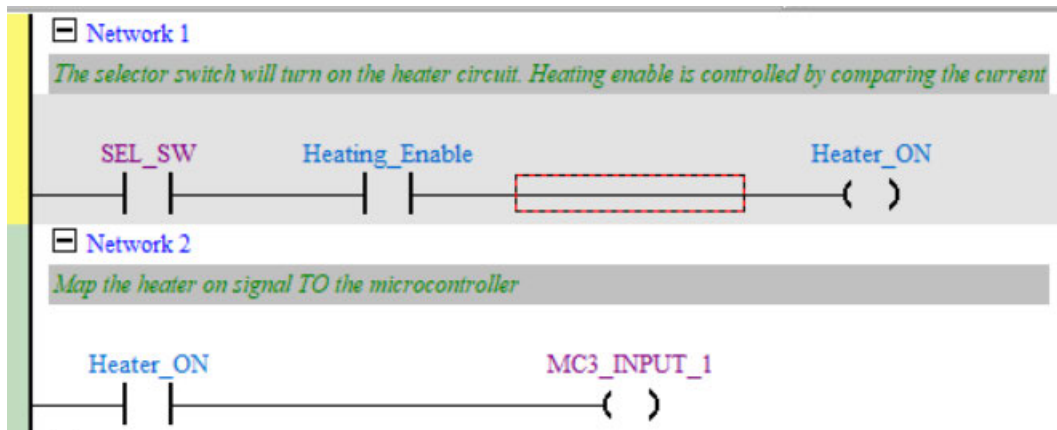 Network 1
The selector switch will turn on the heater circuit. Heating enable is controlled by comparing the current
SEL_SW Heating_Enable Heater_ON
Network 2
Map the heater on signal TO the microcontroller
Heater_ON MC3_INPUT_1